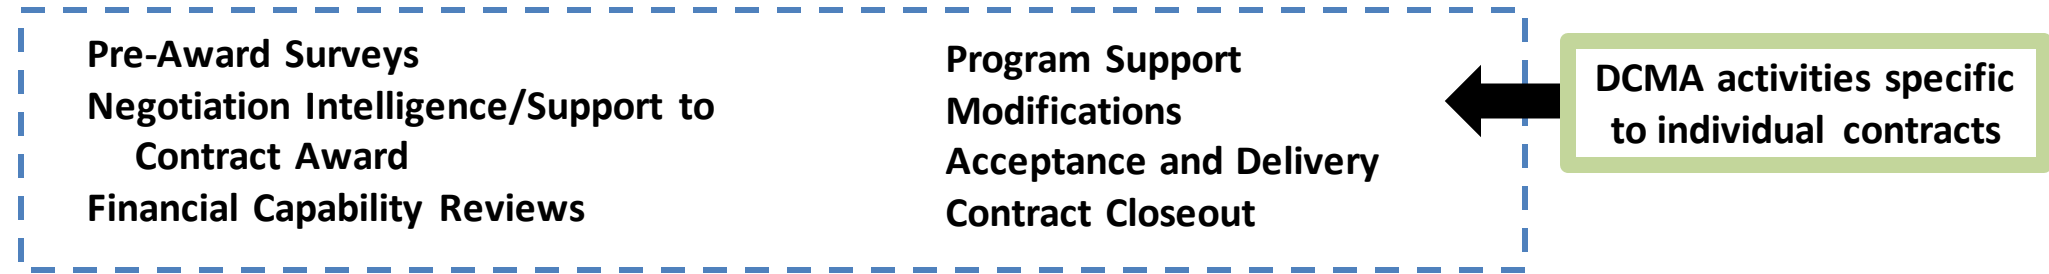 Pre-Award Surveys
Negotiation Intelligence/Support to
Contract Award
Financial Capability Reviews
Program Support
Modifications
Acceptance and Delivery
Contract Closeout
DCMA activities specific
to individual contracts